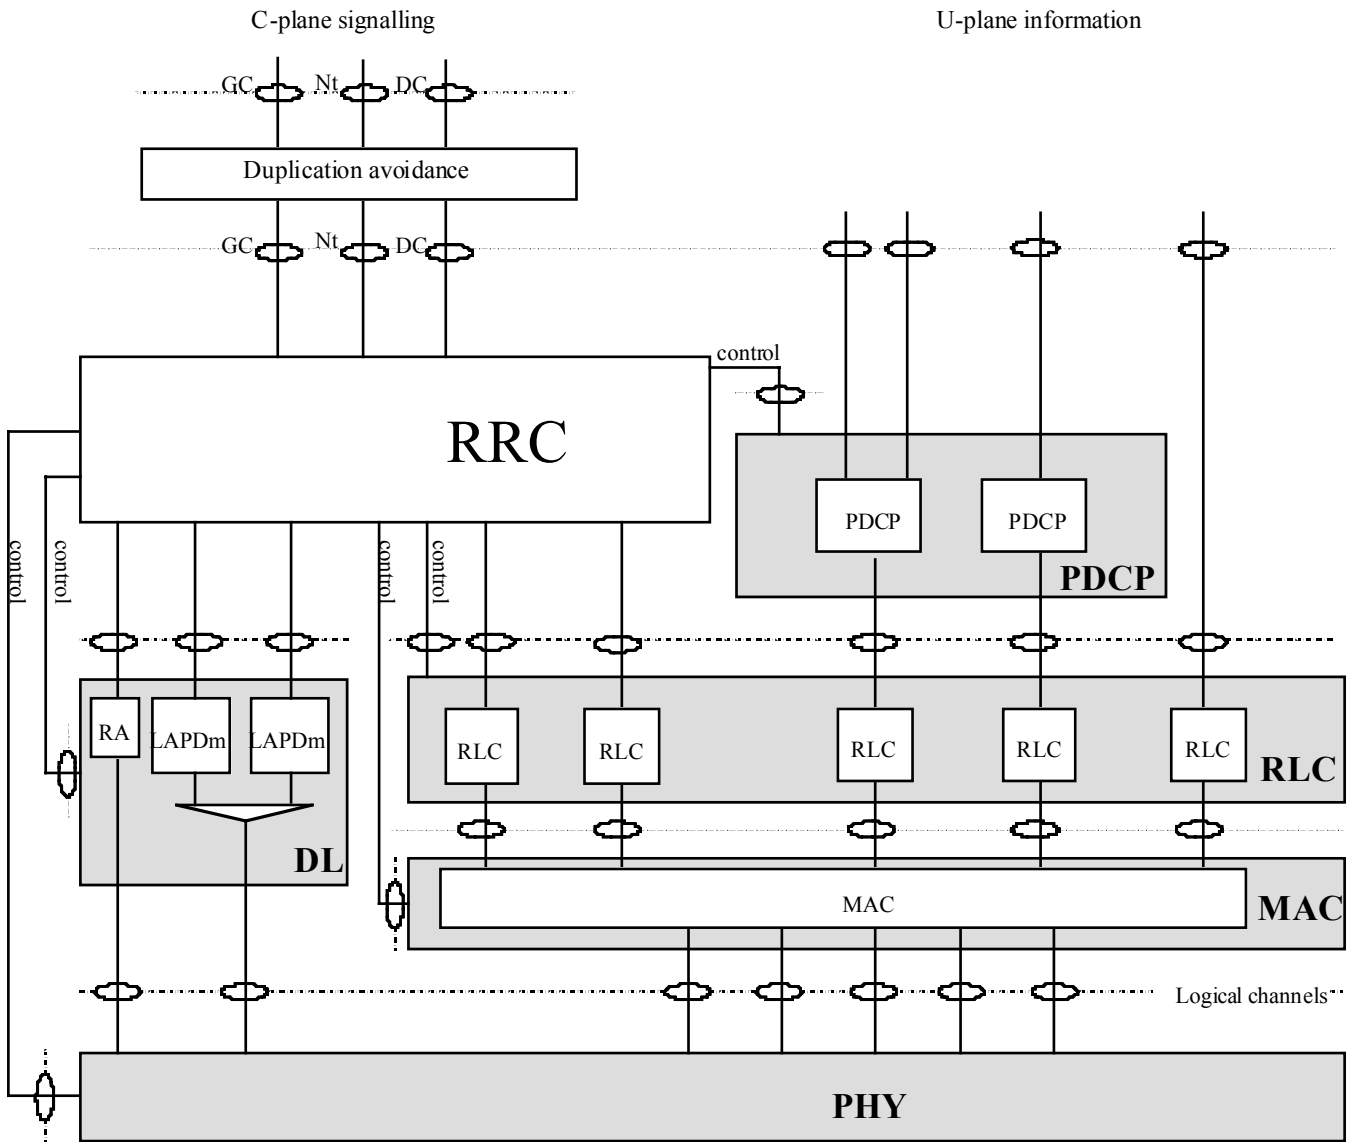 C-plane signalling
U-plane information
GC
Nt
DC
Duplication avoidance
GC
Nt
DC
control
RRC
PDCP
PDCP
PDCP
control
control
control
control
RA
LAPDm
LAPDm
RLC
RLC
RLC
RLC
RLC
RLC
DL
MAC
MAC
Logical channels
PHY